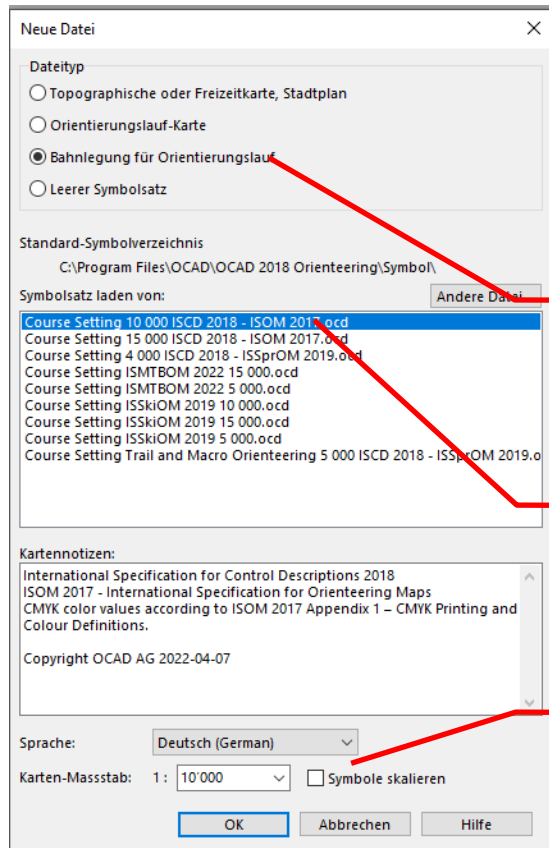 Neue Datei
Dateityp
Topographische oder Freizeitkarte, Stadtplan
Orientierungslauf-Karte
Bahnlegung für Orientierungslauf
Leerer Symbolsatz
Standard-Symbolverzeichnis
C:\Program Files\OCAD\OCAD 2018 Orienteering\Symbol\
Symbolsatz laden von:
Andere Datei...
Course Setting 10 000 ISCD 2018 - ISOM 2017.ocd
Course Setting 15 000 ISCD 2018 - ISOM 2017.ocd
Course Setting 4 000 ISCD 2018 - ISSprOM 2019.ocd
Course Setting ISMTBOM 2022 15 000.ocd
Course Setting ISMTBOM 2022 5 000.ocd
Course Setting ISSkiOM 2019 10 000.ocd
Course Setting ISSkiOM 2019 15 000.ocd
Course Setting ISSkiOM 2019 5 000.ocd
Course Setting Trail and Macro Orienteering 5 000 ISCD 2018 - ISSprOM 2019.o
Kartennotizen:
International Specification for Control Descriptions 2018
ISOM 2017 - International Specification for Orienteering Maps
CMYK color values according to ISOM 2017 Appendix 1 – CMYK Printing and
Colour Definitions.
Copyright OCAD AG 2022-04-07
Sprache: Deutsch (German)
Karten-Massstab: 1 : 10'000 Symbole skalieren
OK Abbrechen Hilfe